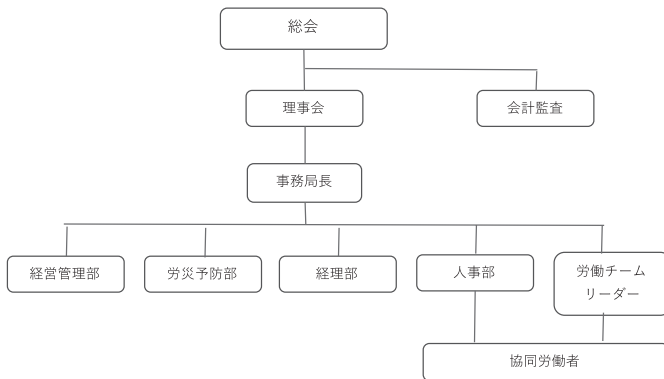 総会
理事会
会計監査
事務局長
経営管理部
労災予防部
経理部
人事部
労働チーム
リーダー
協同労働者